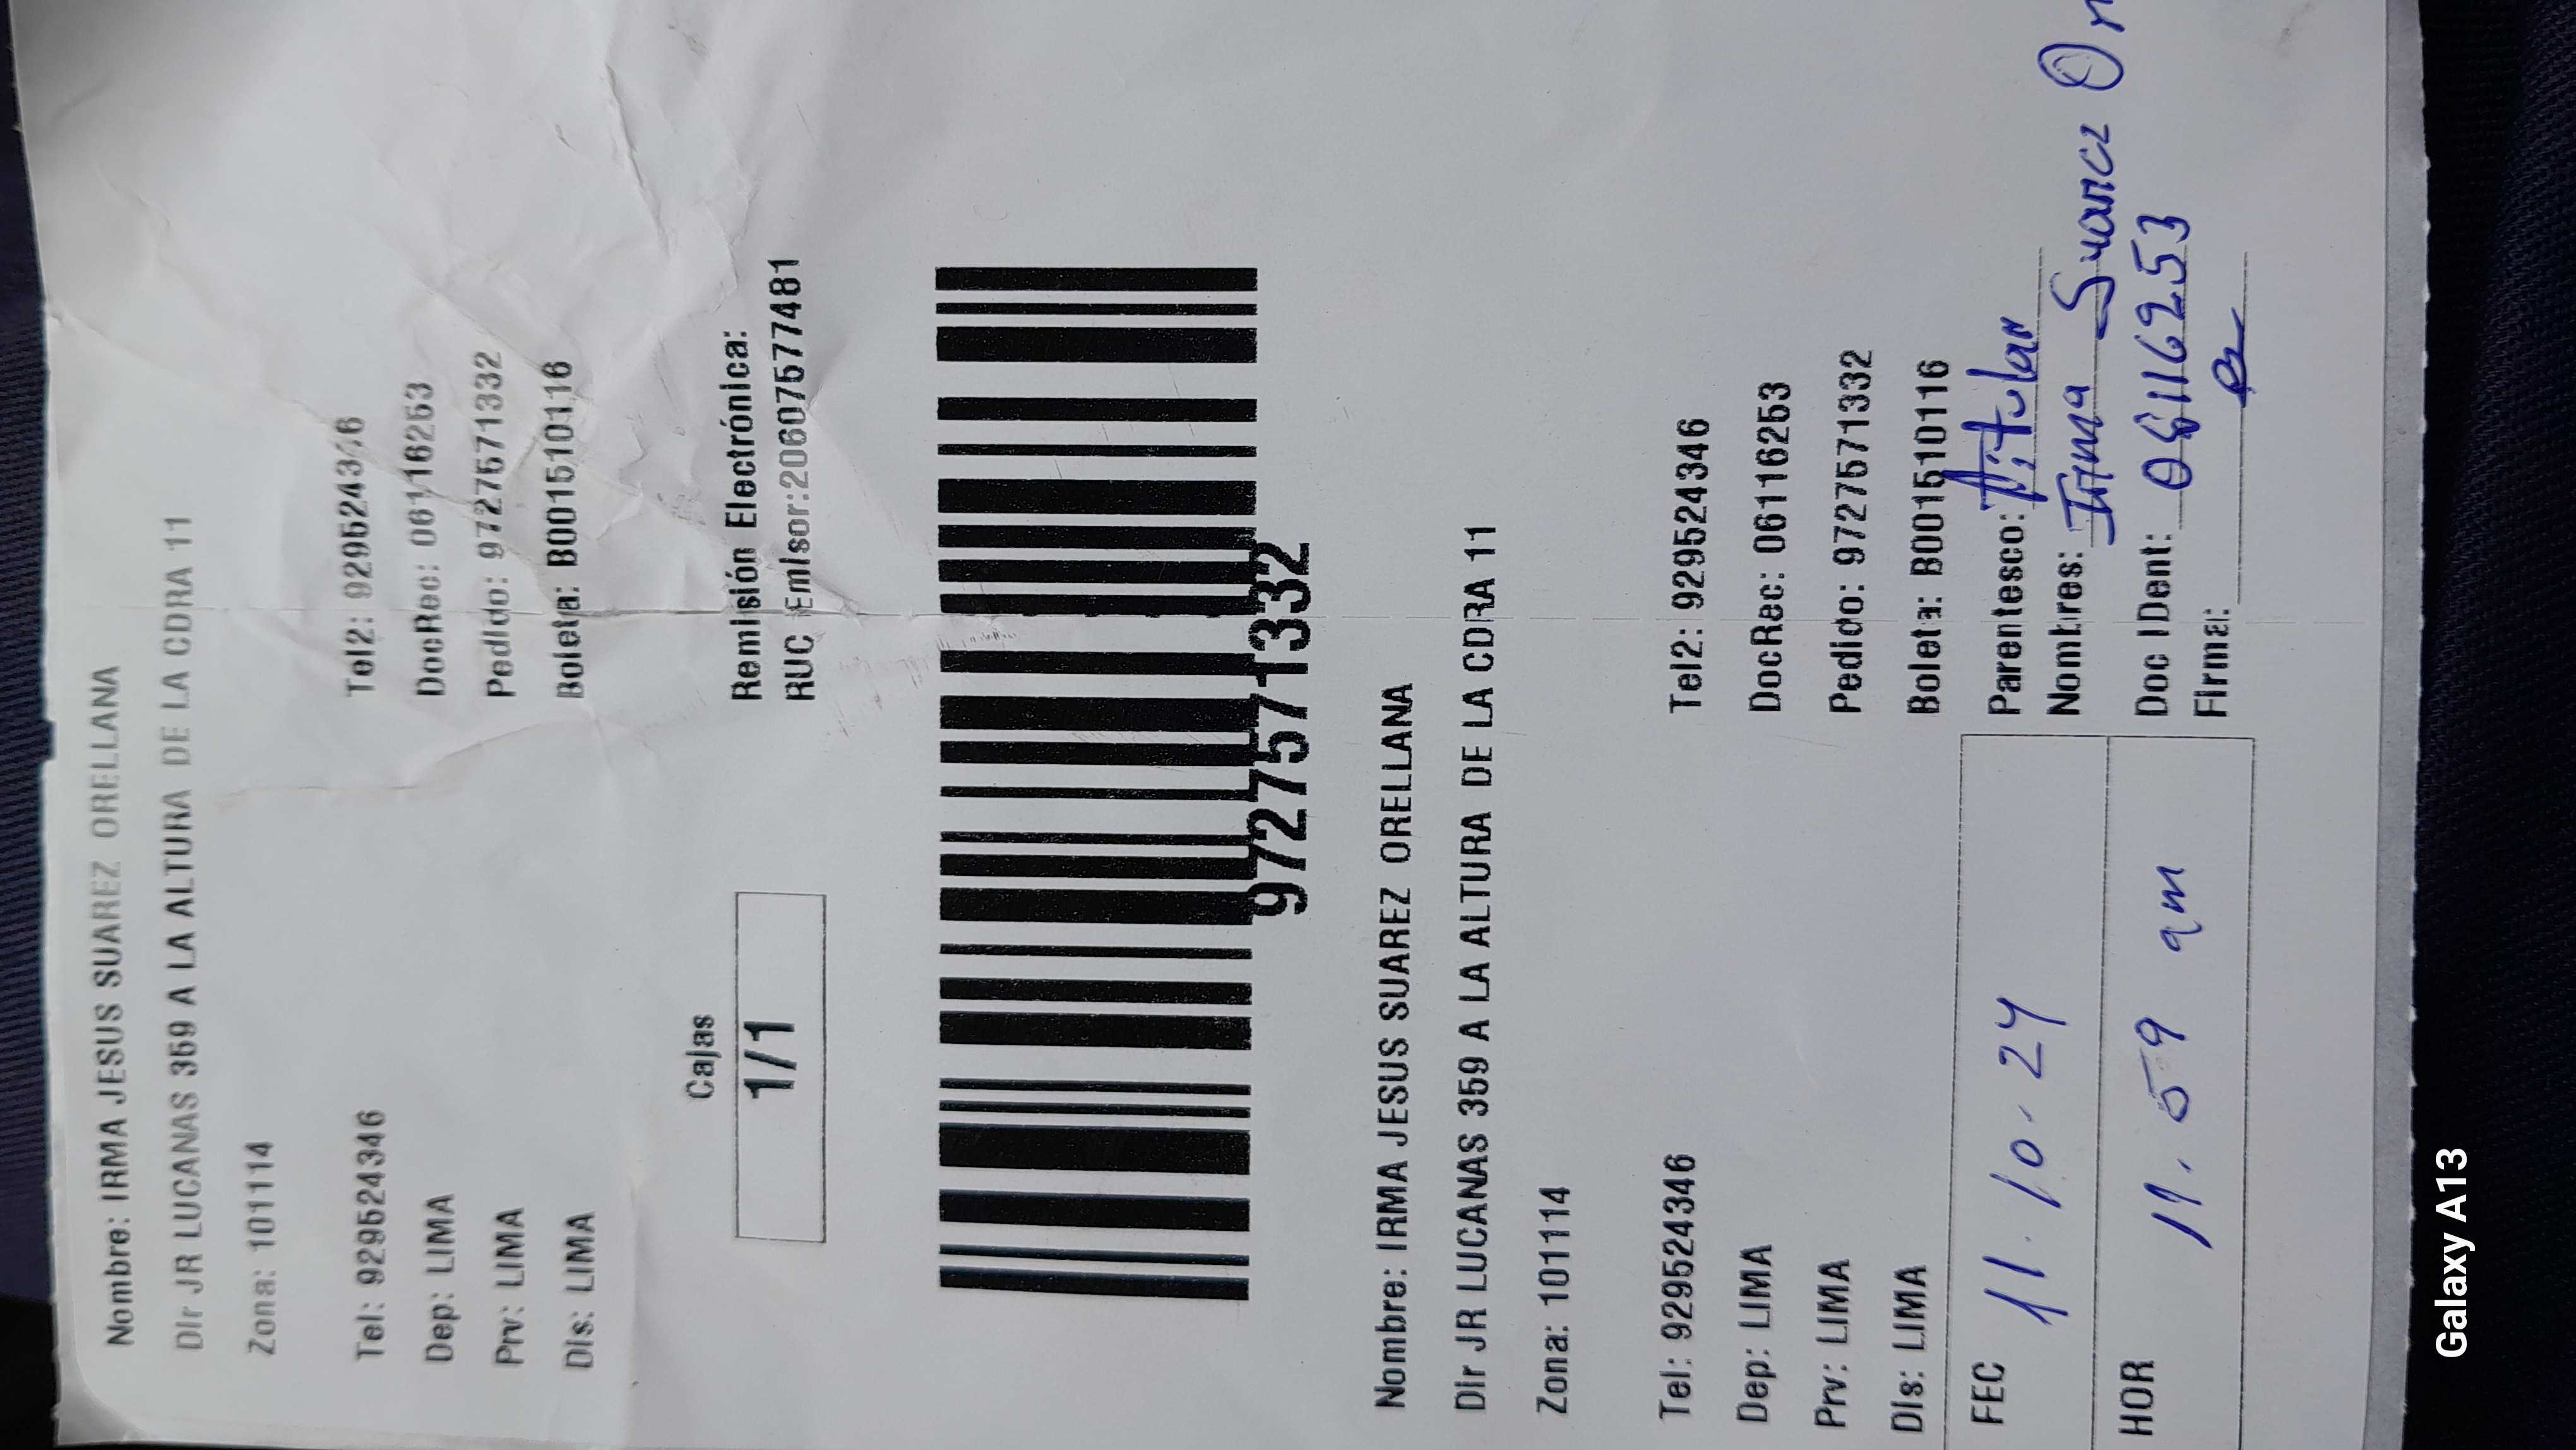 Nombre: IRMA JESUS SUAREZ ORELLANA
Dir JR LUCANAS 359 A LA ALTURA DE LA CDRA 11
Zona: 101114
Tel: 929524346 Tel2: 929524346
Dep: LIMA DocRec: 06116253
Prv: LIMA Pedido: 9727571332
Dis: LIMA Boleta: B001510116
Cajas
1/1
Remisión Electrónica:
RUC Emisor:20607577481
9727571332
Nombre: IRMA JESUS SUAREZ ORELLANA
Dir JR LUCANAS 359 A LA ALTURA DE LA CDRA 11
Zona: 101114
Tel: 929524346 Tel2: 929524346
Dep: LIMA DocRec: 06116253
Prv: LIMA Pedido: 9727571332
Dis: LIMA Boleta: B001510116
FEC 11.10.24 Parentesco: Titular
Nombres: Irma Suarez
HOR 11.59 am Doc IDent: 06116253
Firma:
Galaxy A13